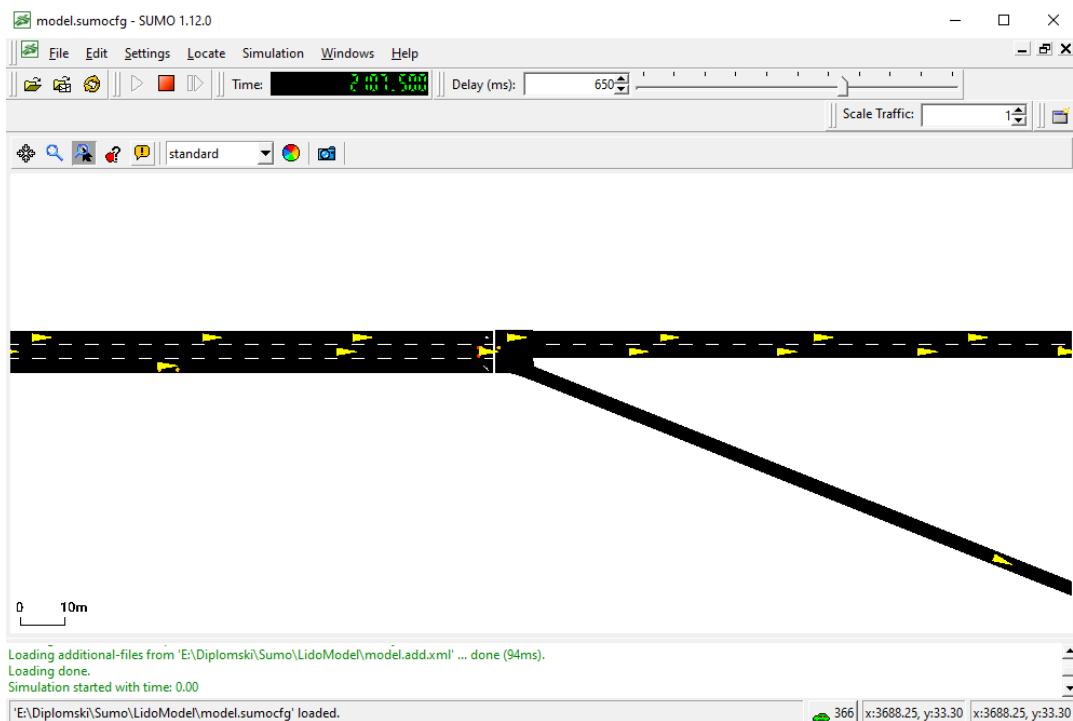 model.sumocfg - SUMO 1.12.0
File Edit Settings Locate Simulation Windows Help
Time: 2107.500 Delay (ms): 650
Scale Traffic: 1
standard
0 10m
Loading additional-files from 'E:\Diplomski\Sumo\LidoModel\model.add.xml' ... done (94ms).
Loading done.
Simulation started with time: 0.00
'E:\Diplomski\Sumo\LidoModel\model.sumocfg' loaded. 366 x:3688.25, y:33.30 x:3688.25, y:33.30